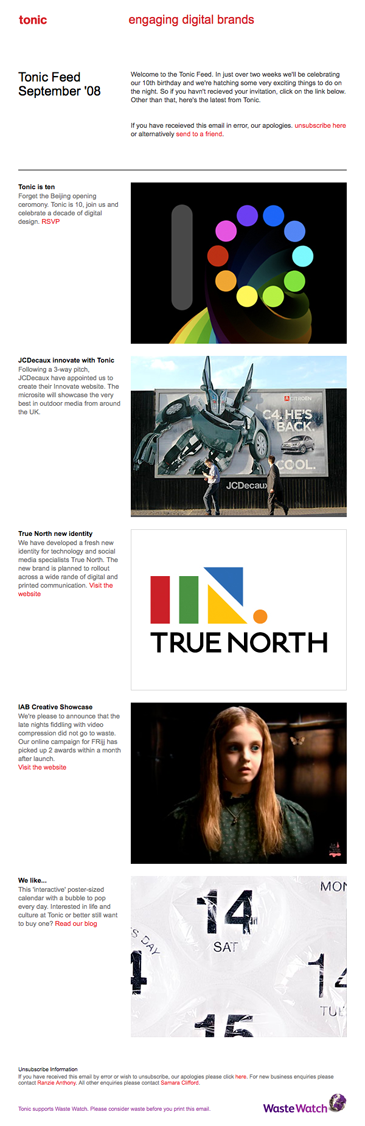 tonic
engaging digital brands
Tonic Feed
September '08
Welcome to the Tonic Feed. In just over two weeks we'll be celebrating
our 10th birthday and we're hatching some very exciting things to do on
the night. So if you havn't recieved your invitation, click on the link below.
Other than that, here's the latest from Tonic.
If you have receieved this email in error, our apologies. unsubscribe here
or alternatively send to a friend.
Tonic is ten
Forget the Beijing opening
ceromony. Tonic is 10, join us and
celebrate a decade of digital
design. RSVP
JCDecaux innovate with Tonic
Following a 3-way pitch,
JCDecaux have appointed us to
create their Innovate website. The
microsite will showcase the very
best in outdoor media from around
the UK.
CITROËN
C4. HE'S
BACK.
COOL.
JCDecaux
True North new identity
We have developed a fresh new
identity for technology and social
media specialists True North. The
new brand is planned to rollout
across a wide rande of digital and
printed communication. Visit the
website
TRUE NORTH
IAB Creative Showcase
We're please to announce that the
late nights fiddling with video
compression did not go to waste.
Our online campaign for FRijj has
picked up 2 awards within a month
after launch.
Visit the website
We like...
This 'interactive' poster-sized
calendar with a bubble to pop
every day. Interested in life and
culture at Tonic or better still want
to buy one? Read our blog
MON
14
SAT
DAY
4
14
TUE
15
Unsubscribe Information
If you have received this email by error or wish to unsubscribe, our apologies please click here. For new business enquiries please
contact Ranzie Anthony. All other enquiries please contact Samara Clifford.
Tonic supports Waste Watch. Please consider waste before you print this email.
WasteWatch